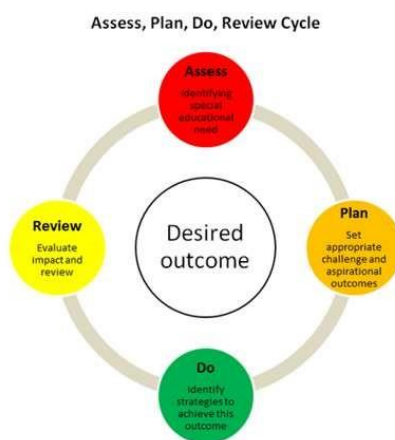 Assess, Plan, Do, Review Cycle
Assess
Identifying
special
educational
need
Plan
Set
appropriate
challenge and
aspirational
outcomes
Do
Identify
strategies to
achieve this
outcome
Review
Evaluate
impact and
review
Desired
outcome